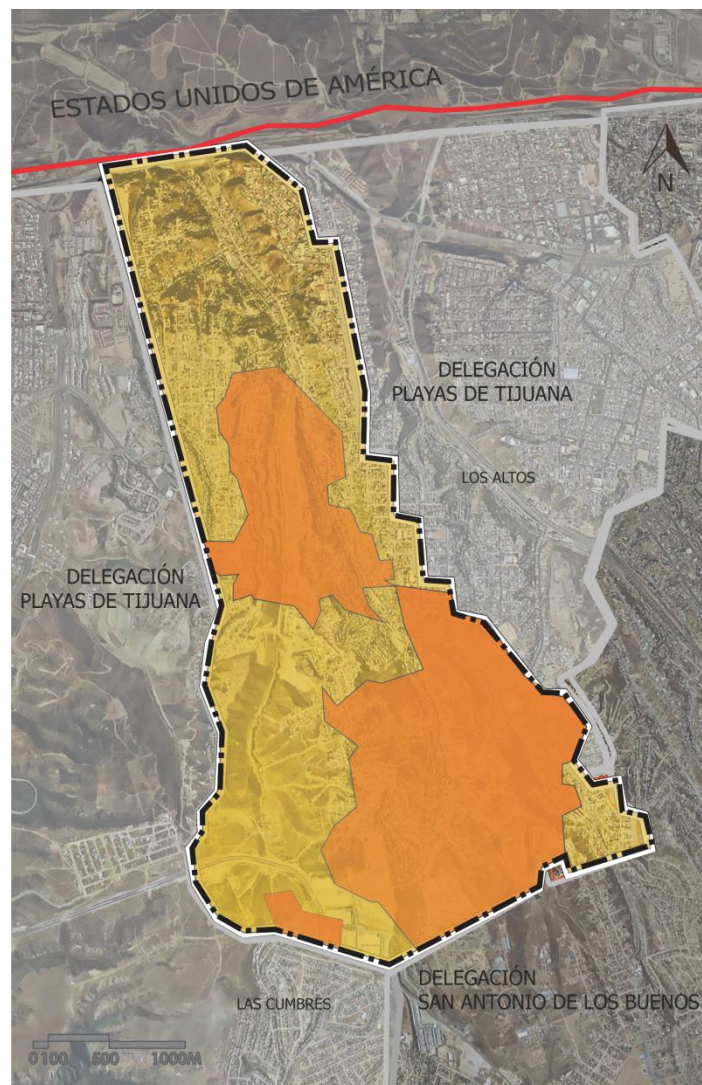 ESTADOS UNIDOS DE AMÉRICA
N
DELEGACIÓN
PLAYAS DE TIJUANA
LOS ALTOS
DELEGACIÓN
PLAYAS DE TIJUANA
DELEGACIÓN
SAN ANTONIO DE LOS BUENOS
LAS CUMBRES
0 100 500 1000M